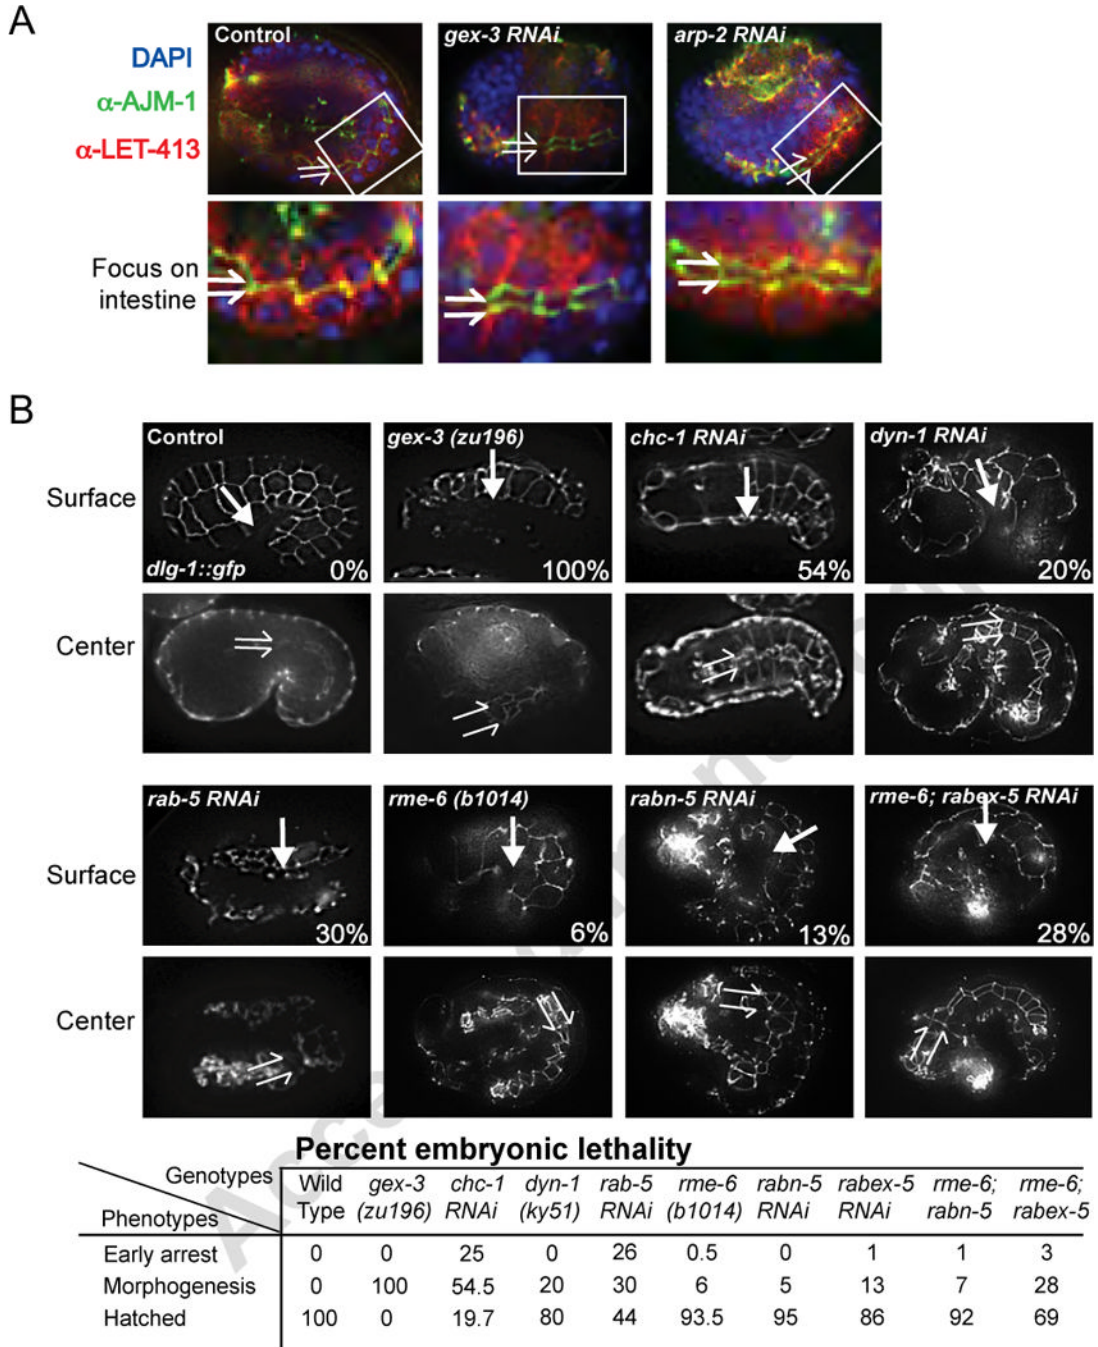 A
Control
gex-3 RNAi
arp-2 RNAi
DAPI
α-AJM-1
α-LET-413
Focus on
intestine
B
Control
gex-3 (zu196)
chc-1 RNAi
dyn-1 RNAi
Surface
dlg-1::gfp
0%
100%
54%
20%
Center
rab-5 RNAi
rme-6 (b1014)
rabn-5 RNAi
rme-6; rabex-5 RNAi
Surface
30%
6%
13%
28%
Center
Percent embryonic lethality
Genotypes Wild Type gex-3 (zu196) chc-1 RNAi dyn-1 (ky51) rab-5 RNAi rme-6 (b1014) rabn-5 RNAi rabex-5 RNAi rme-6; rabn-5 rme-6; rabex-5
Phenotypes
Early arrest 0 0 25 0 26 0.5 0 1 1 3
Morphogenesis 0 100 54.5 20 30 6 5 13 7 28
Hatched 100 0 19.7 80 44 93.5 95 86 92 69